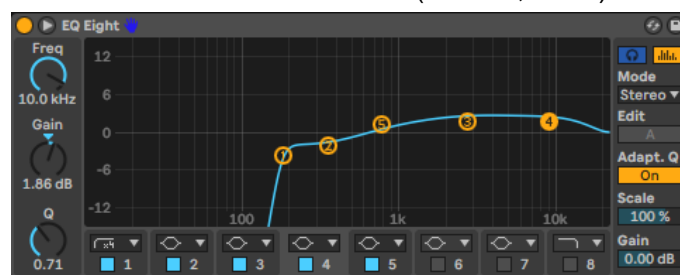 EQ Eight
Freq
10.0 kHz
Gain
1.86 dB
Q
0.71
12
6
0
-6
-12
100
1k
10k
1
2
5
3
4
x4
1
2
3
4
5
6
7
8
Mode
Stereo
Edit
A
Adapt. Q
On
Scale
100 %
Gain
0.00 dB